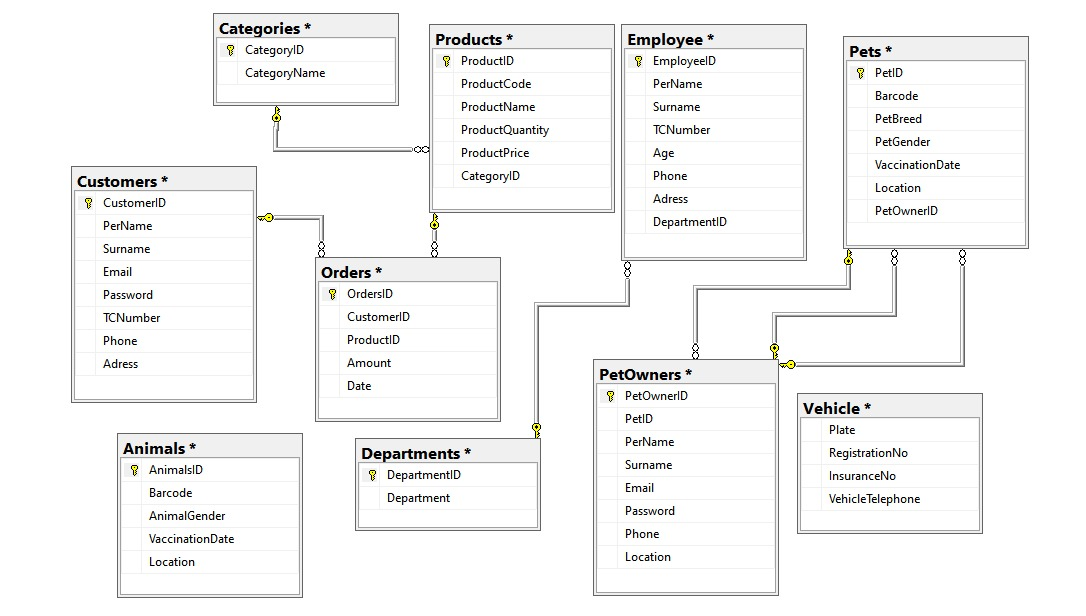 Categories *
CategoryID
CategoryName
Products *
ProductID
ProductCode
ProductName
ProductQuantity
ProductPrice
CategoryID
Employee *
EmployeeID
PerName
Surname
TCNumber
Age
Phone
Adress
DepartmentID
Pets *
PetID
Barcode
PetBreed
PetGender
VaccinationDate
Location
PetOwnerID
Customers *
CustomerID
PerName
Surname
Email
Password
TCNumber
Phone
Adress
Orders *
OrdersID
CustomerID
ProductID
Amount
Date
PetOwners *
PetOwnerID
PetID
PerName
Surname
Email
Password
Phone
Location
Vehicle *
Plate
RegistrationNo
InsuranceNo
VehicleTelephone
Animals *
AnimalsID
Barcode
AnimalGender
VaccinationDate
Location
Departments *
DepartmentID
Department